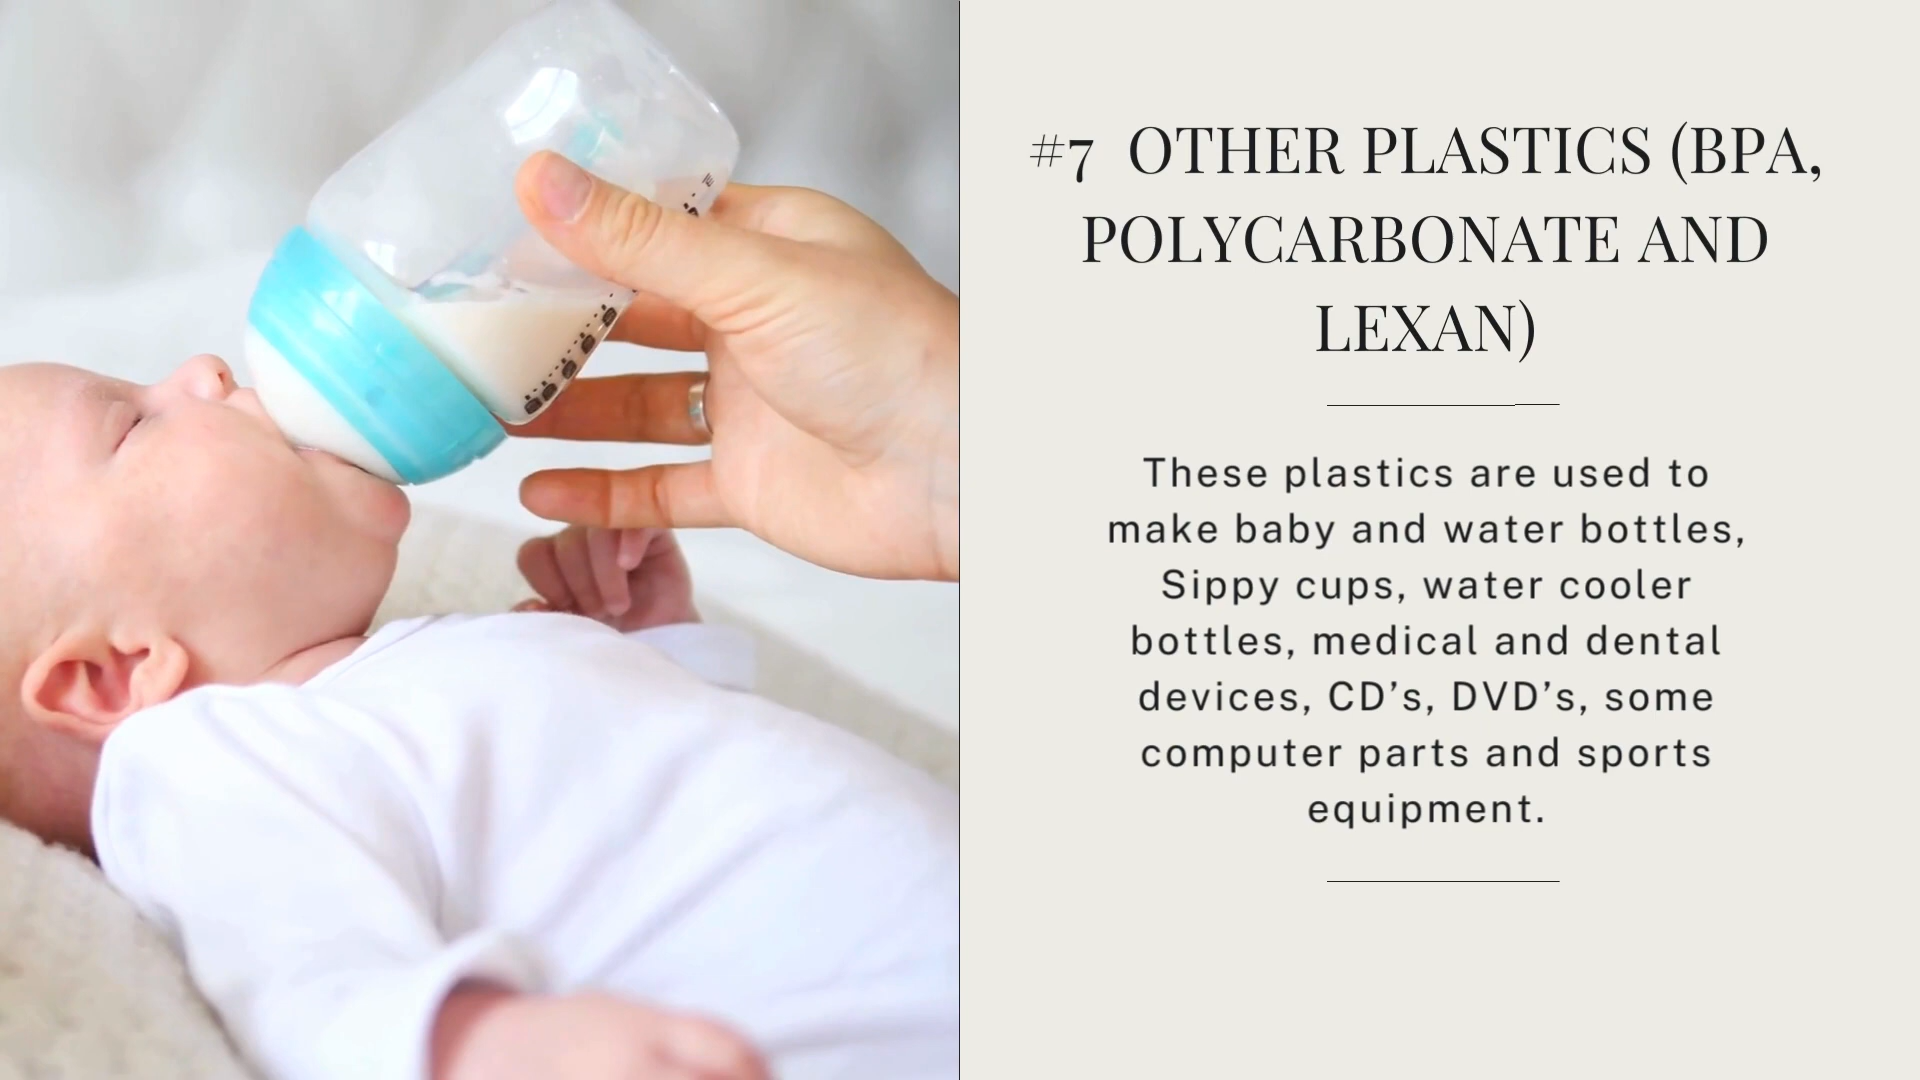 #7 OTHER PLASTICS (BPA,
POLYCARBONATE AND
LEXAN)
These plastics are used to
make baby and water bottles,
Sippy cups, water cooler
bottles, medical and dental
devices, CD’s, DVD’s, some
computer parts and sports
equipment.